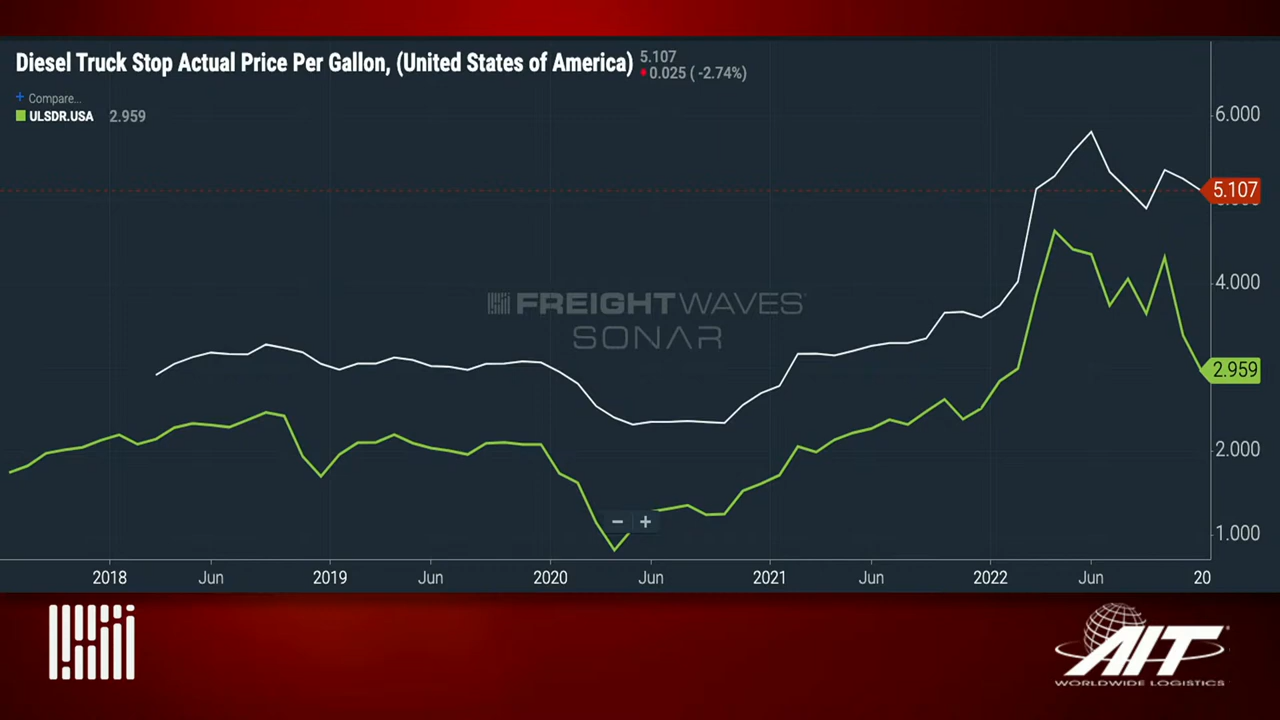 Diesel Truck Stop Actual Price Per Gallon, (United States of America) 5.107
0.025 ( -2.74%)
+ Compare...
ULSDR.USA 2.959
6.000
5.107
4.000
FREIGHTWAVES
SONAR
2.959
2.000
1.000
− +
2018 Jun 2019 Jun 2020 Jun 2021 Jun 2022 Jun 20
AIT
WORLDWIDE LOGISTICS